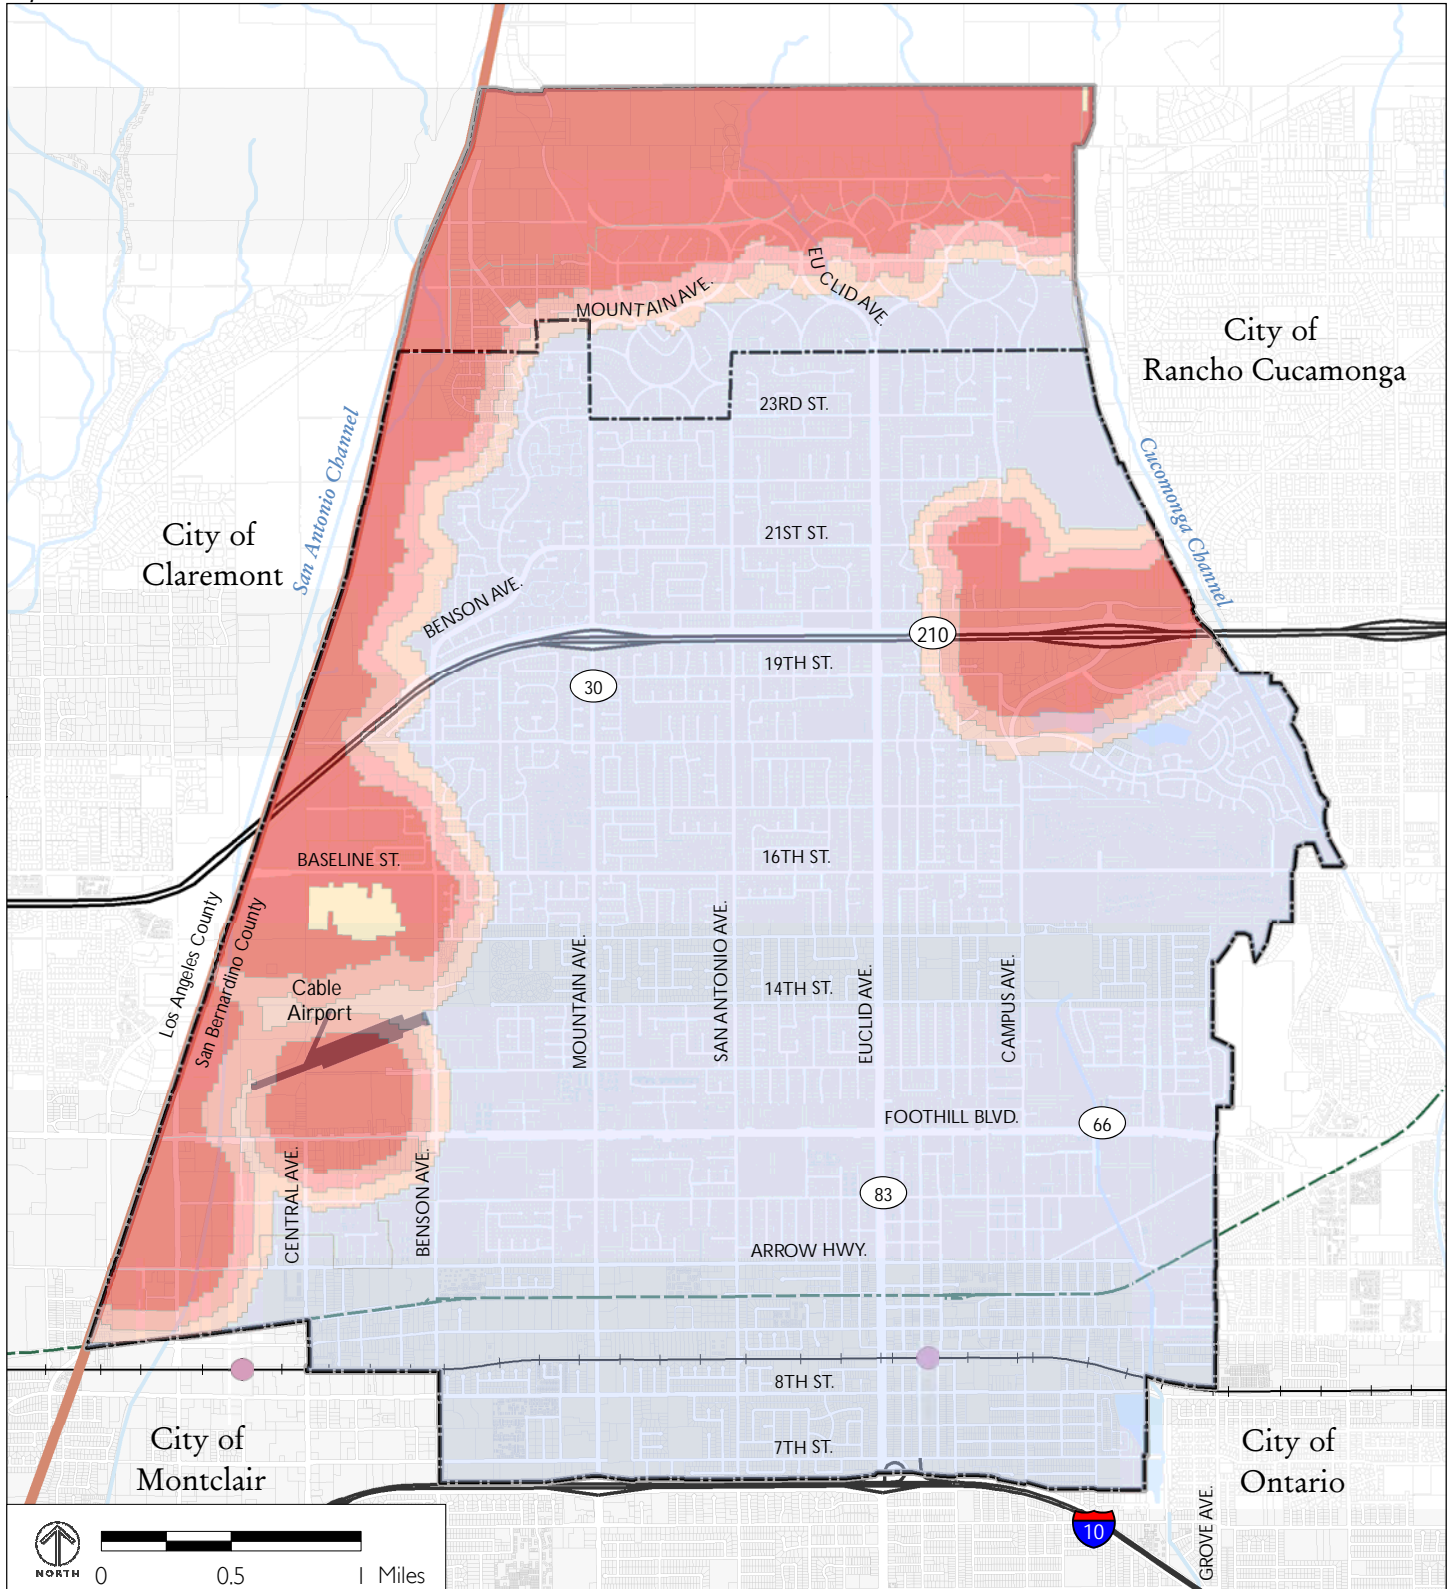 MOUNTAIN AVE.
EUCLID AVE.
City of
Rancho Cucamonga
23RD ST.
San Antonio Channel
Cucomonga Channel
City of
Claremont
21ST ST.
BENSON AVE.
210
19TH ST.
30
BASELINE ST.
16TH ST.
Los Angeles County
San Bernardino County
Cable
Airport
14TH ST.
MOUNTAIN AVE.
SAN ANTONIO AVE.
EUCLID AVE.
CAMPUS AVE.
FOOTHILL BLVD.
66
CENTRAL AVE.
BENSON AVE.
83
ARROW HWY.
8TH ST.
City of
Montclair
7TH ST.
City of
Ontario
GROVE AVE.
10
NORTH
0 0.5 1 Miles